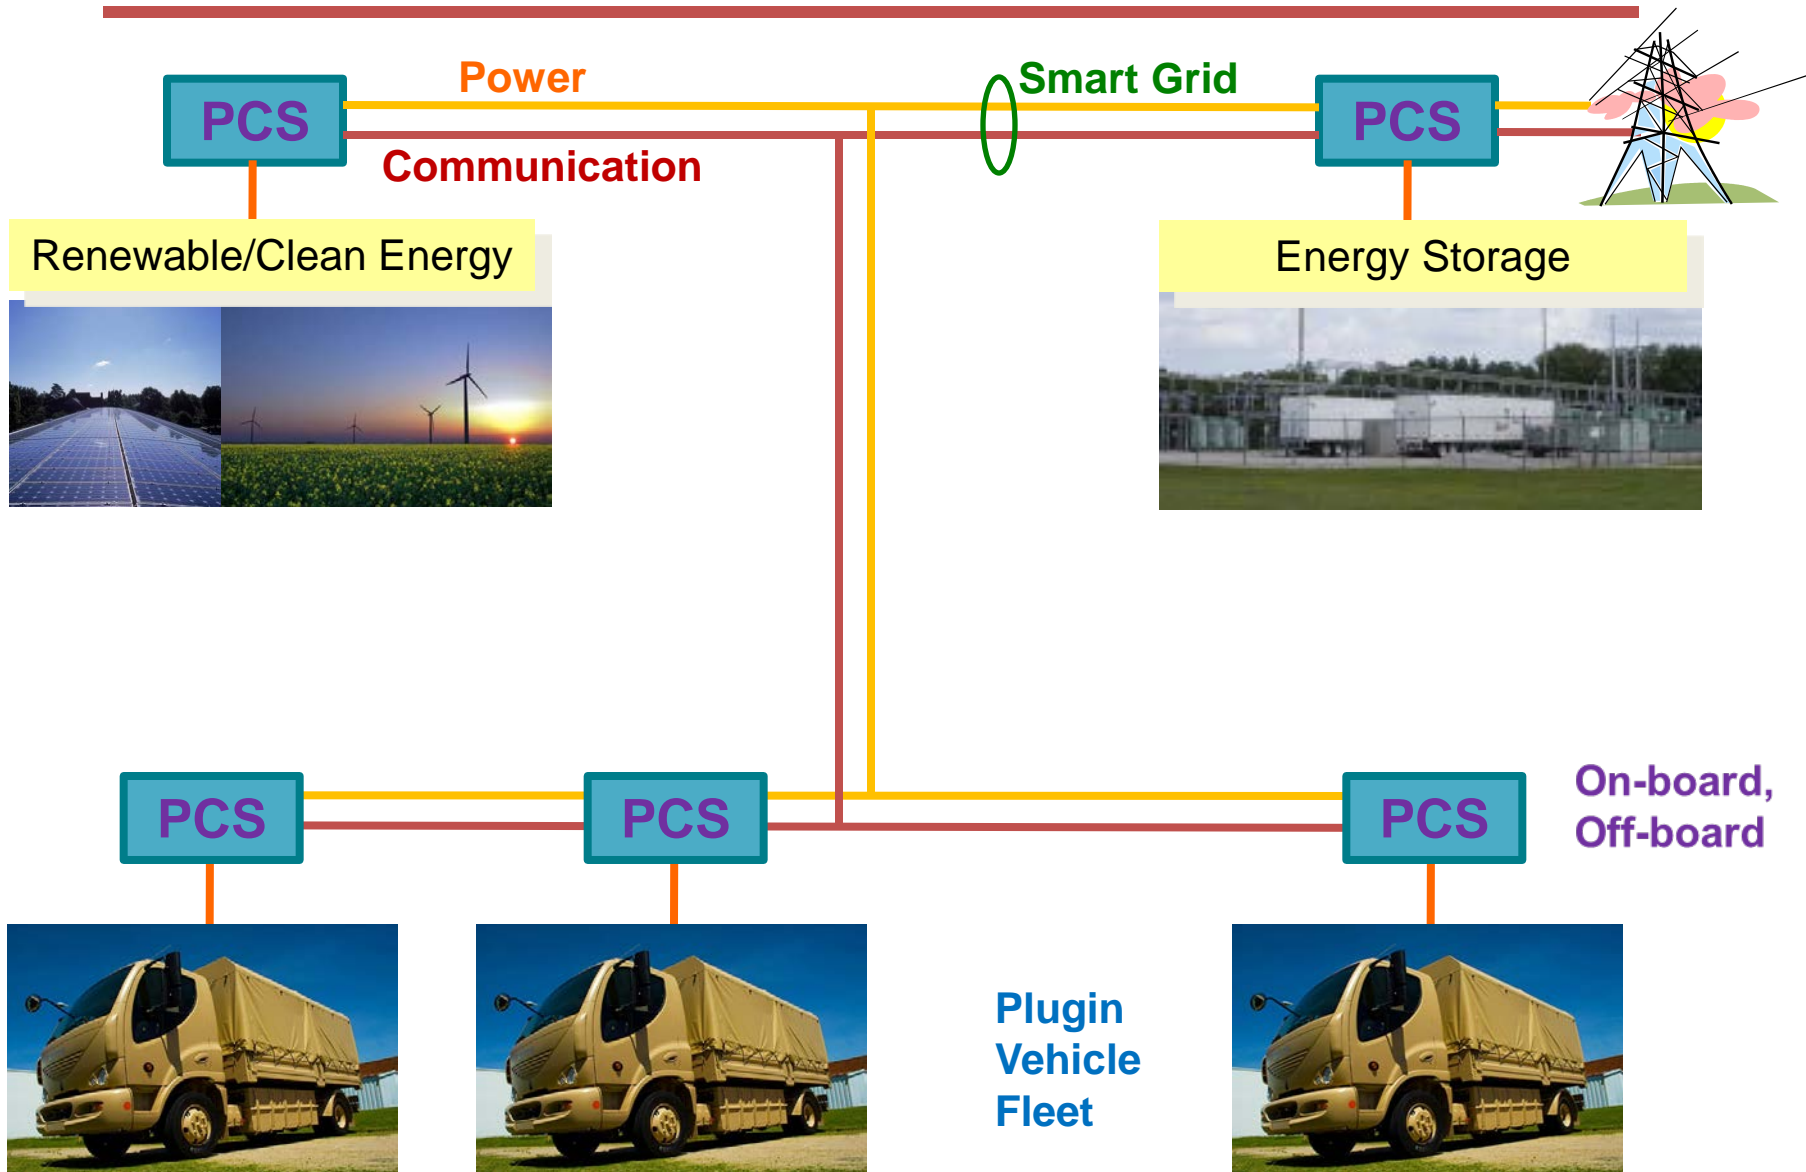 Power
Smart Grid
PCS
PCS
Communication
Renewable/Clean Energy
Energy Storage
PCS
PCS
PCS
On-board,
Off-board
Plugin
Vehicle
Fleet